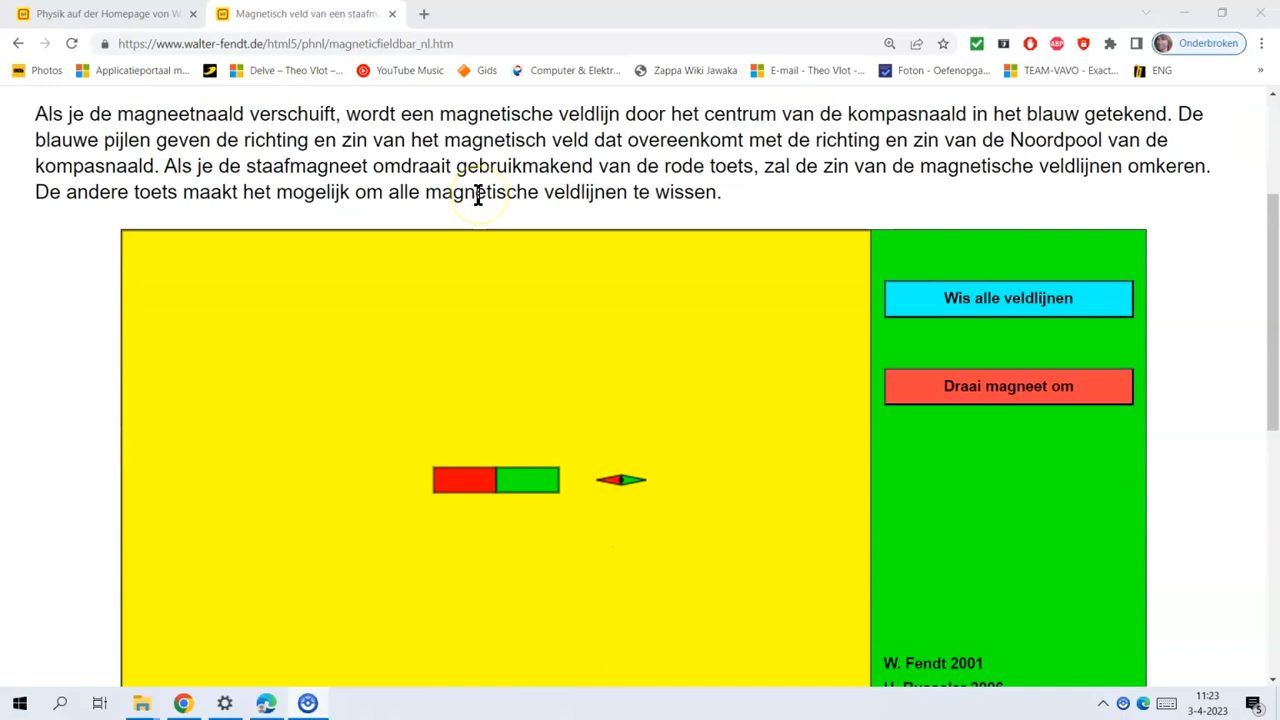 Physik auf der Homepage von W
Magnetisch veld van een staafm
https://www.walter-fendt.de/html5/phnl/magneticfieldbar_nl.htm
ABP
Onderbroken
Photos
Applicatieportaal m...
Delve – Theo Vlot –...
YouTube Music
Gids
Computer & Elektr...
Zappa Wiki Jawaka
E-mail - Theo Vlot -...
Foton - Oefenopga...
TEAM-VAVO - Exact...
ENG
»
Als je de magneetnaald verschuift, wordt een magnetische veldlijn door het centrum van de kompasnaald in het blauw getekend. De
blauwe pijlen geven de richting en zin van het magnetisch veld dat overeenkomt met de richting en zin van de Noordpool van de
kompasnaald. Als je de staafmagneet omdraait gebruikmakend van de rode toets, zal de zin van de magnetische veldlijnen omkeren.
De andere toets maakt het mogelijk om alle magnetische veldlijnen te wissen.
Wis alle veldlijnen
Draai magneet om
W. Fendt 2001
11:23
3-4-2023
5